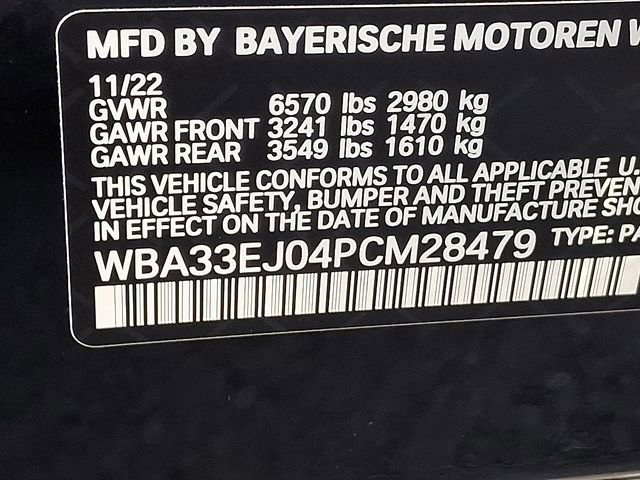 MFD BY BAYERISCHE MOTOREN W
11/22
GVWR 6570 lbs 2980 kg
GAWR FRONT 3241 lbs 1470 kg
GAWR REAR 3549 lbs 1610 kg
THIS VEHICLE CONFORMS TO ALL APPLICABLE U.
VEHICLE SAFETY, BUMPER AND THEFT PREVEN
IN EFFECT ON THE DATE OF MANUFACTURE SHO
WBA33EJ04PCM28479 TYPE: PA